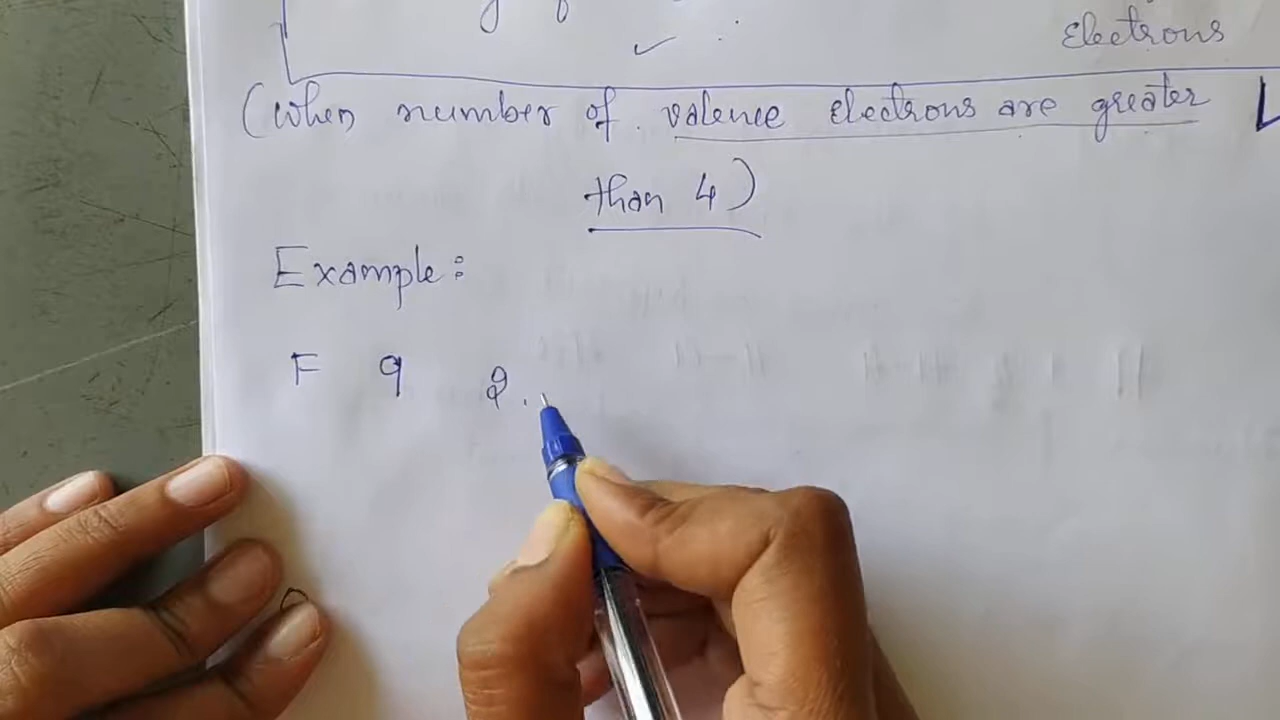 Electrons
(When number of valence electrons are greater
than 4)
Example:
F 9 2.